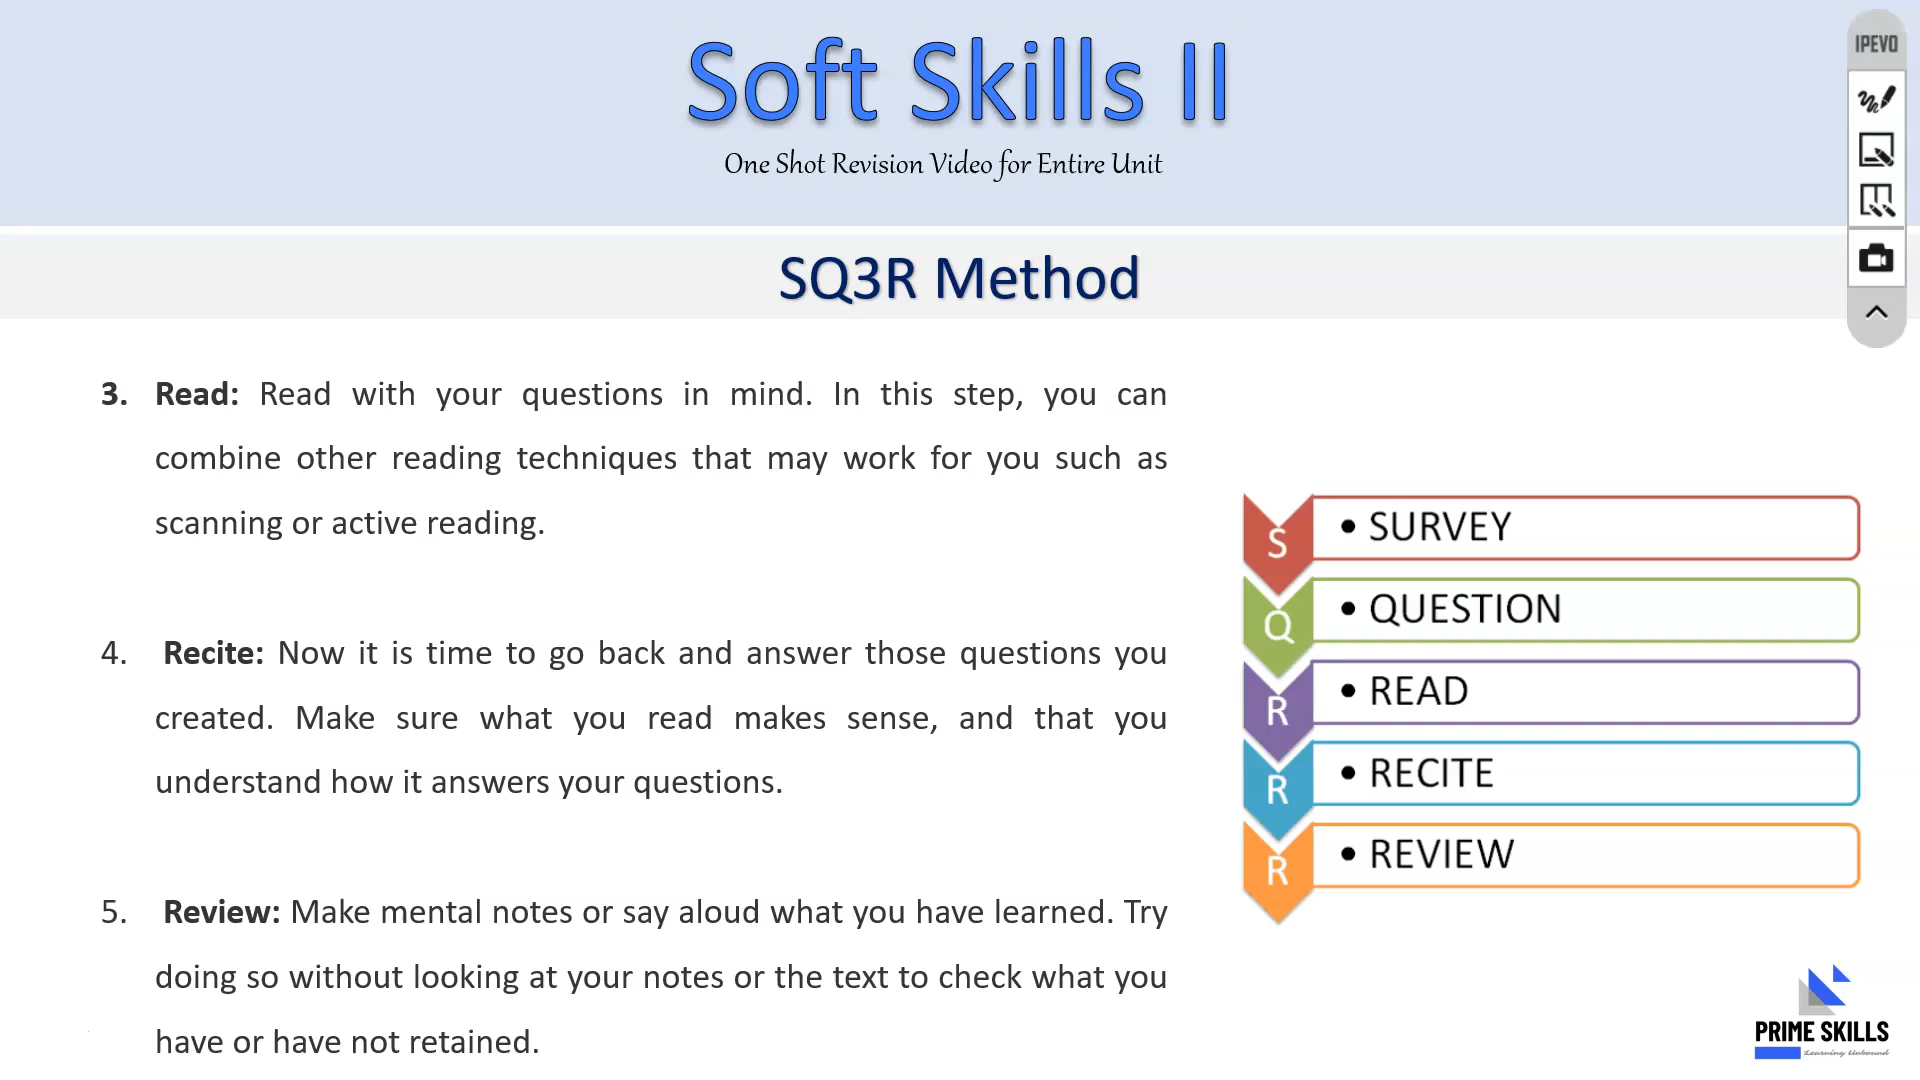 Soft Skills II
One Shot Revision Video for Entire Unit
IPEVO
SQ3R Method
3. Read: Read with your questions in mind. In this step, you can
combine other reading techniques that may work for you such as
scanning or active reading.
4. Recite: Now it is time to go back and answer those questions you
created. Make sure what you read makes sense, and that you
understand how it answers your questions.
5. Review: Make mental notes or say aloud what you have learned. Try
doing so without looking at your notes or the text to check what you
have or have not retained.
S • SURVEY
Q • QUESTION
R • READ
R • RECITE
R • REVIEW
PRIME SKILLS
Learning Unbound